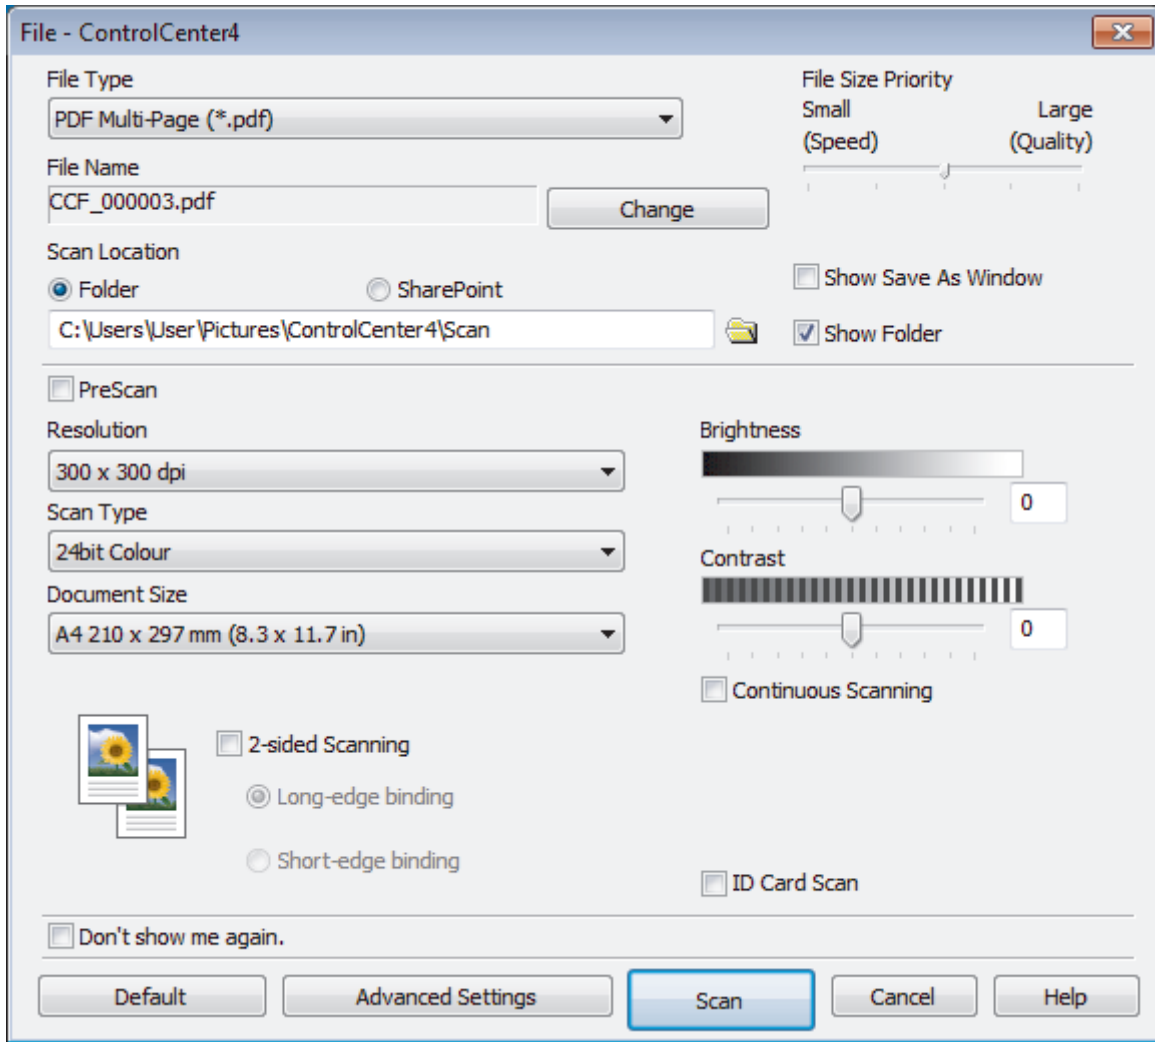 File - ControlCenter4
File Type
PDF Multi-Page (*.pdf)
File Name
CCF_000003.pdf
Change
File Size Priority
Small Large
(Speed) (Quality)
Scan Location
Folder SharePoint
C:\Users\User\Pictures\ControlCenter4\Scan
Show Save As Window
Show Folder
PreScan
Resolution
300 x 300 dpi
Scan Type
24bit Colour
Document Size
A4 210 x 297 mm (8.3 x 11.7 in)
Brightness
0
Contrast
0
Continuous Scanning
2-sided Scanning
Long-edge binding
Short-edge binding
ID Card Scan
Don't show me again.
Default Advanced Settings Scan Cancel Help